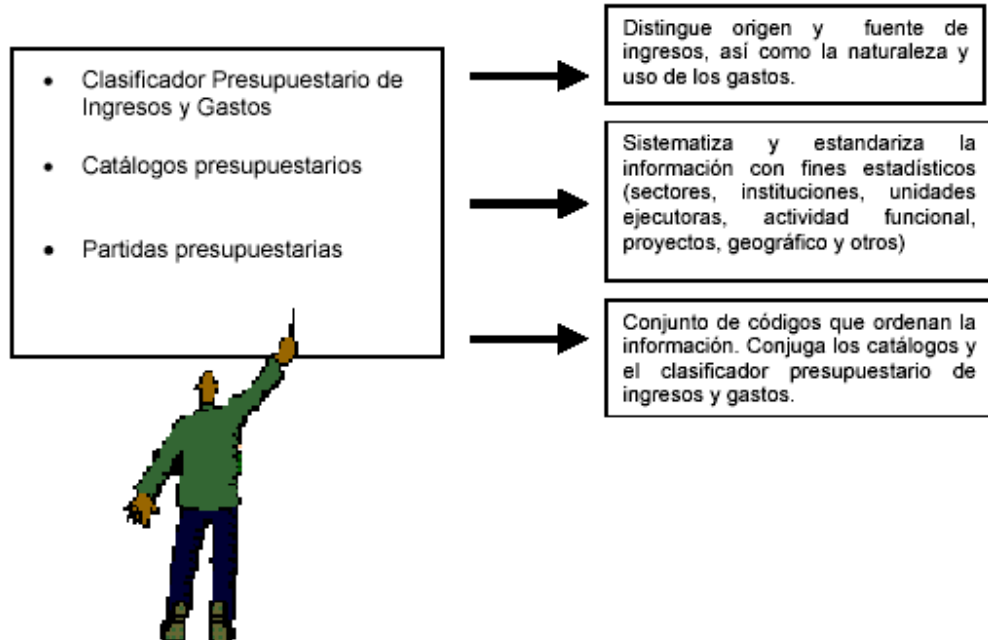 • Clasificador Presupuestario de
Ingresos y Gastos
• Catálogos presupuestarios
• Partidas presupuestarias
Distingue origen y fuente de
ingresos, así como la naturaleza y
uso de los gastos.
Sistematiza y estandariza la
información con fines estadísticos
(sectores, instituciones, unidades
ejecutoras, actividad funcional,
proyectos, geográfico y otros)
Conjunto de códigos que ordenan la
información. Conjuga los catálogos y
el clasificador presupuestario de
ingresos y gastos.